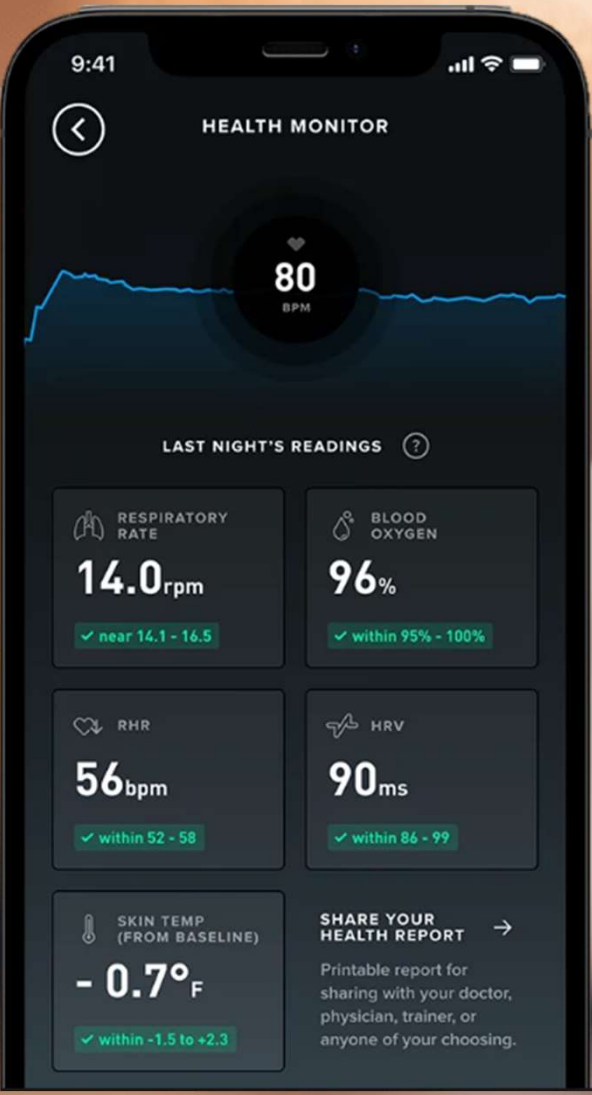 9:41
HEALTH MONITOR
80
BPM
LAST NIGHT'S READINGS ?
RESPIRATORY
RATE
14.0rpm
✓ near 14.1 - 16.5
BLOOD
OXYGEN
96%
✓ within 95% - 100%
RHR
56bpm
✓ within 52 - 58
HRV
90ms
✓ within 86 - 99
SKIN TEMP
(FROM BASELINE)
- 0.7°F
✓ within -1.5 to +2.3
SHARE YOUR
HEALTH REPORT →
Printable report for
sharing with your doctor,
physician, trainer, or
anyone of your choosing.